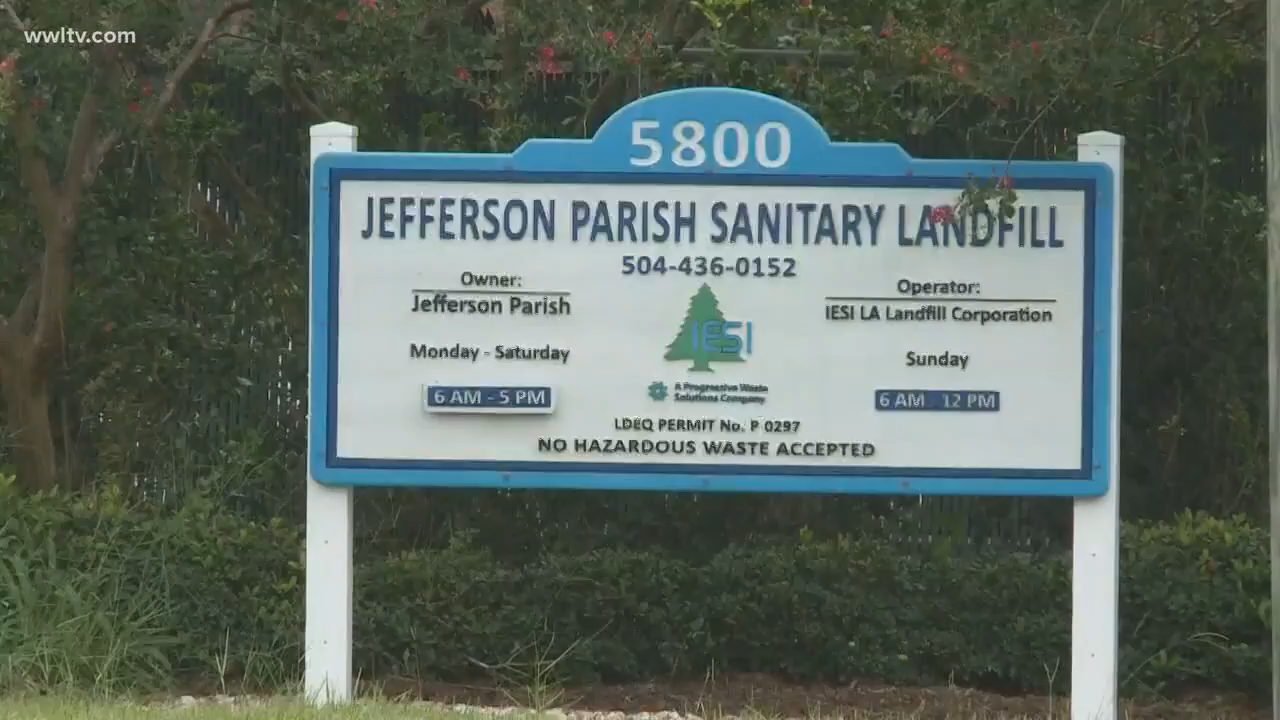 wwltv.com
5800
JEFFERSON PARISH SANITARY LANDFILL
504-436-0152
Owner:
Jefferson Parish
Monday - Saturday
6 AM - 5 PM
IESI
A Progressive Waste
Solutions Company
Operator:
IESI LA Landfill Corporation
Sunday
6 AM - 12 PM
LDEQ PERMIT No. P 0297
NO HAZARDOUS WASTE ACCEPTED